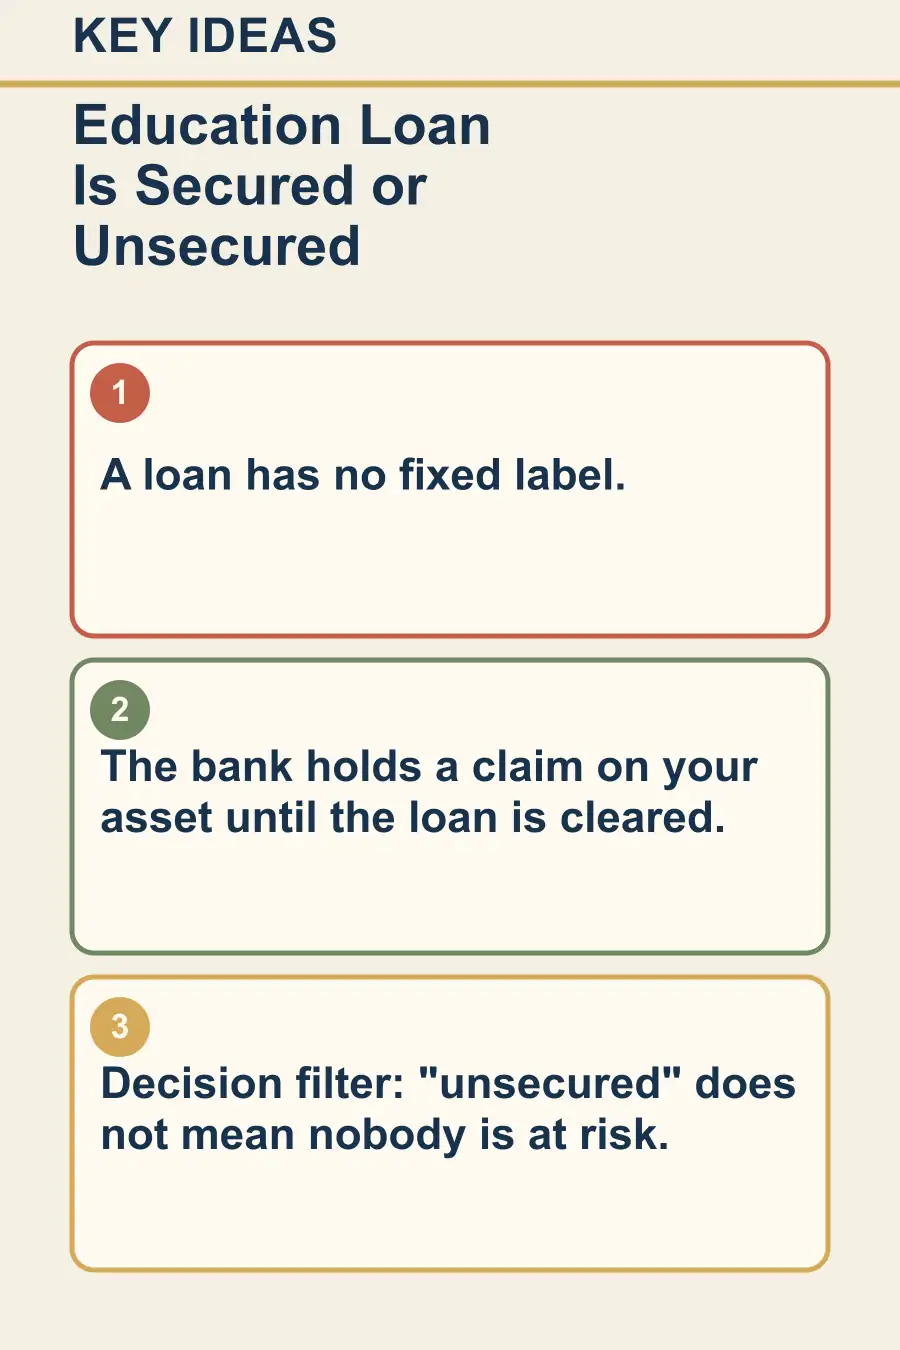 KEY IDEAS
Education Loan
Is Secured or
Unsecured
1
A loan has no fixed label.
2
The bank holds a claim on your
asset until the loan is cleared.
3
Decision filter: "unsecured" does
not mean nobody is at risk.